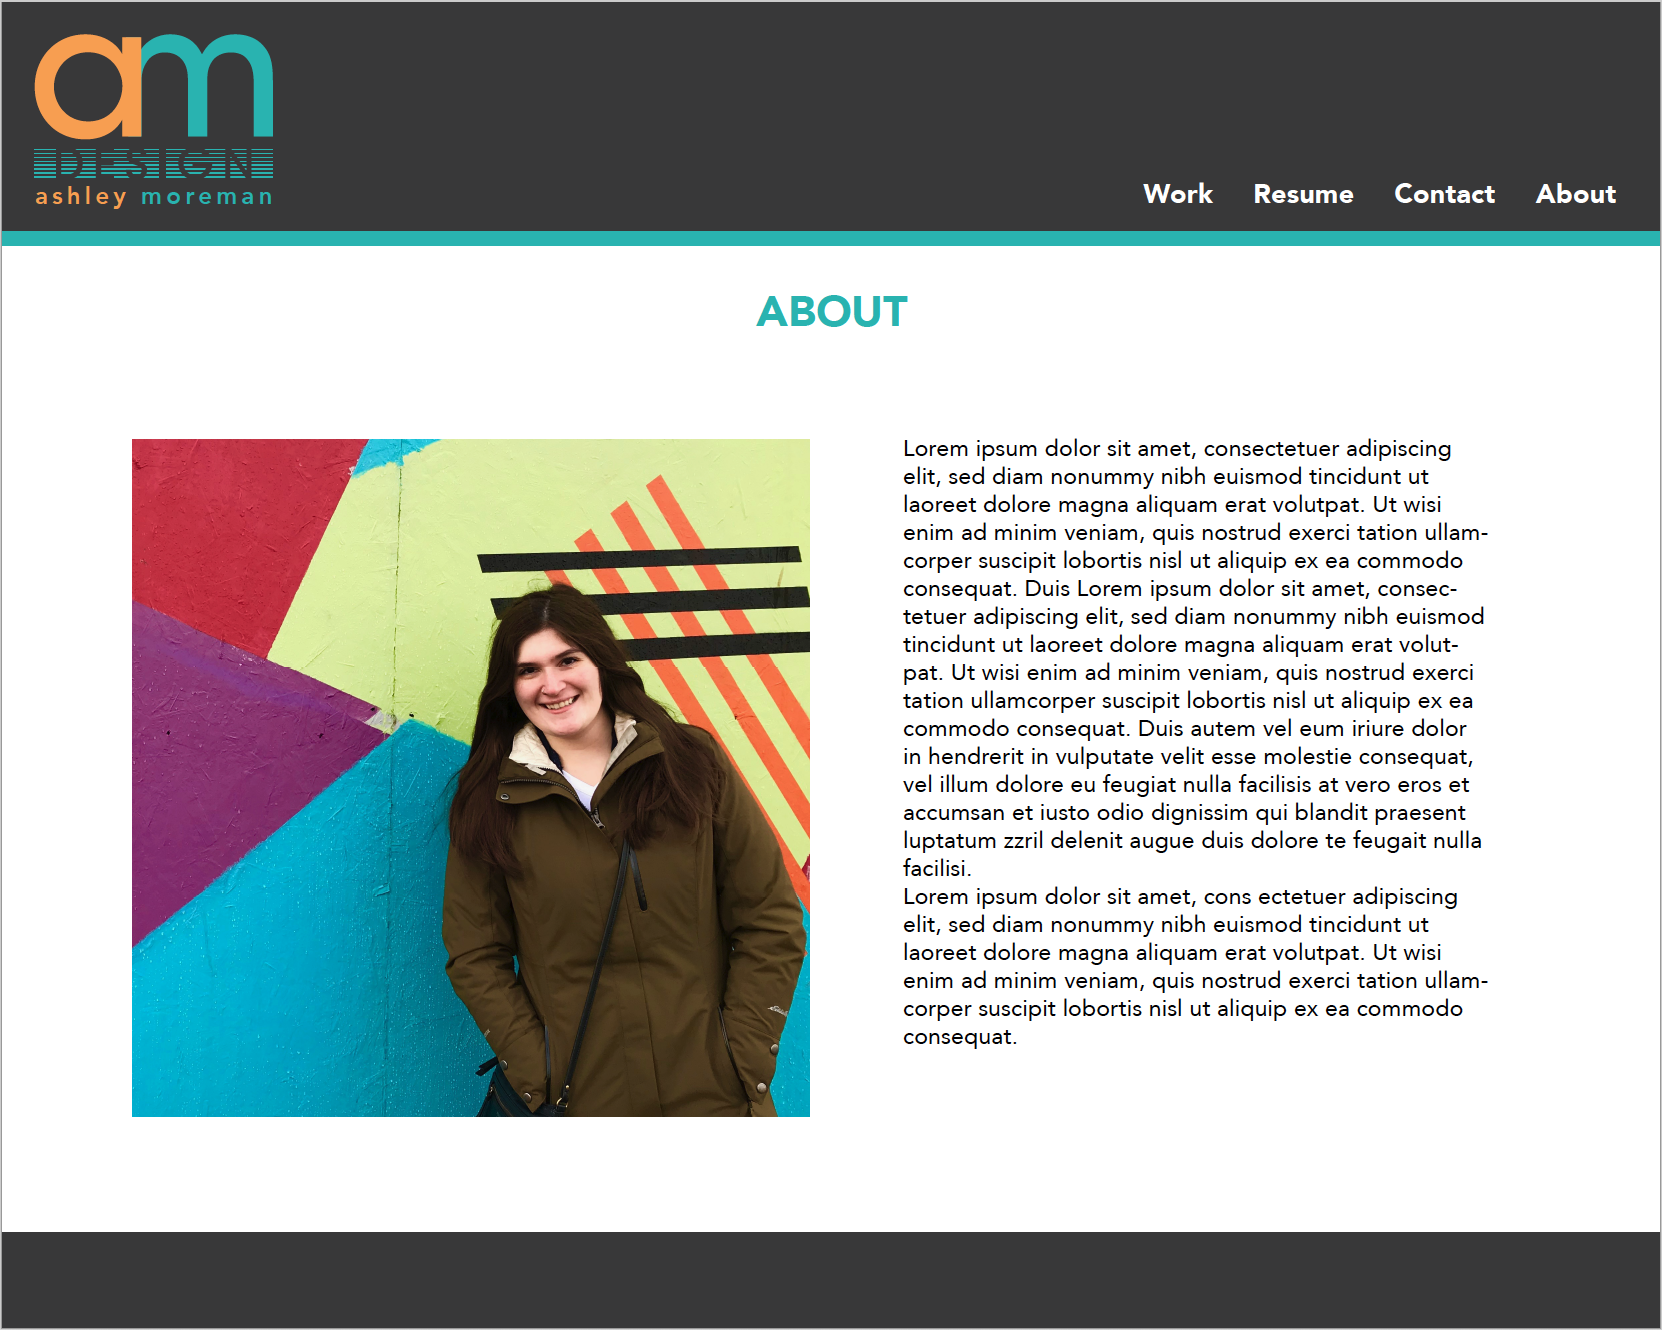 am
DESIGN
ashley moreman
Work Resume Contact About
ABOUT
Lorem ipsum dolor sit amet, consectetuer adipiscing
elit, sed diam nonummy nibh euismod tincidunt ut
laoreet dolore magna aliquam erat volutpat. Ut wisi
enim ad minim veniam, quis nostrud exerci tation ullam-
corper suscipit lobortis nisl ut aliquip ex ea commodo
consequat. Duis Lorem ipsum dolor sit amet, consec-
tetuer adipiscing elit, sed diam nonummy nibh euismod
tincidunt ut laoreet dolore magna aliquam erat volut-
pat. Ut wisi enim ad minim veniam, quis nostrud exerci
tation ullamcorper suscipit lobortis nisl ut aliquip ex ea
commodo consequat. Duis autem vel eum iriure dolor
in hendrerit in vulputate velit esse molestie consequat,
vel illum dolore eu feugiat nulla facilisis at vero eros et
accumsan et iusto odio dignissim qui blandit praesent
luptatum zzril delenit augue duis dolore te feugait nulla
facilisi.
Lorem ipsum dolor sit amet, cons ectetuer adipiscing
elit, sed diam nonummy nibh euismod tincidunt ut
laoreet dolore magna aliquam erat volutpat. Ut wisi
enim ad minim veniam, quis nostrud exerci tation ullam-
corper suscipit lobortis nisl ut aliquip ex ea commodo
consequat.